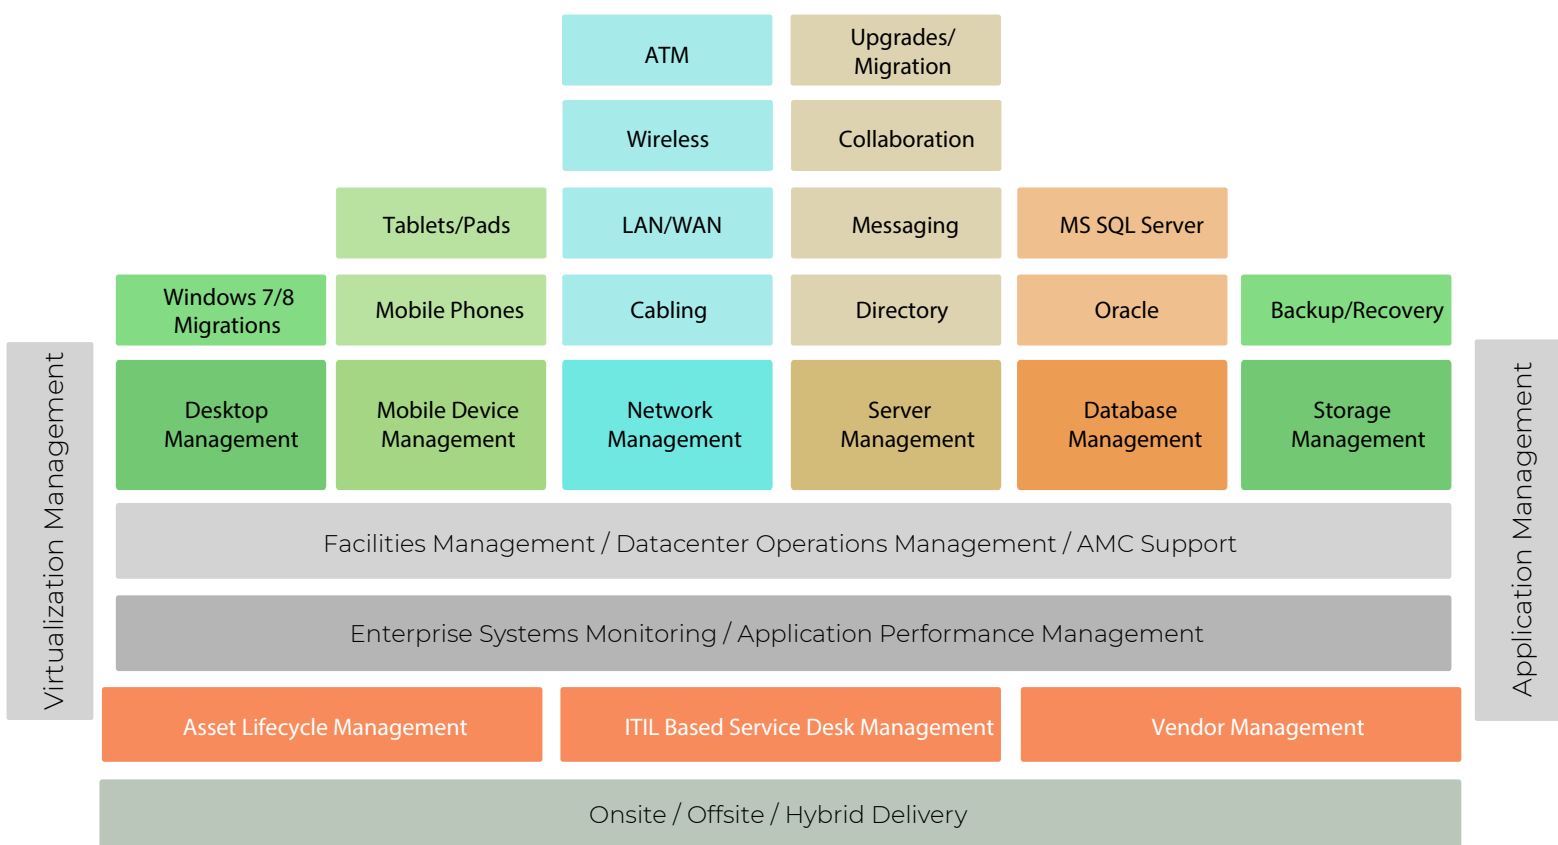 ATM
Upgrades/
Migration
Wireless
Collaboration
Tablets/Pads
LAN/WAN
Messaging
MS SQL Server
Windows 7/8
Migrations
Mobile Phones
Cabling
Directory
Oracle
Backup/Recovery
Virtualization Management
Desktop
Management
Mobile Device
Management
Network
Management
Server
Management
Database
Management
Storage
Management
Application Management
Facilities Management / Datacenter Operations Management / AMC Support
Enterprise Systems Monitoring / Application Performance Management
Asset Lifecycle Management
ITIL Based Service Desk Management
Vendor Management
Onsite / Offsite / Hybrid Delivery